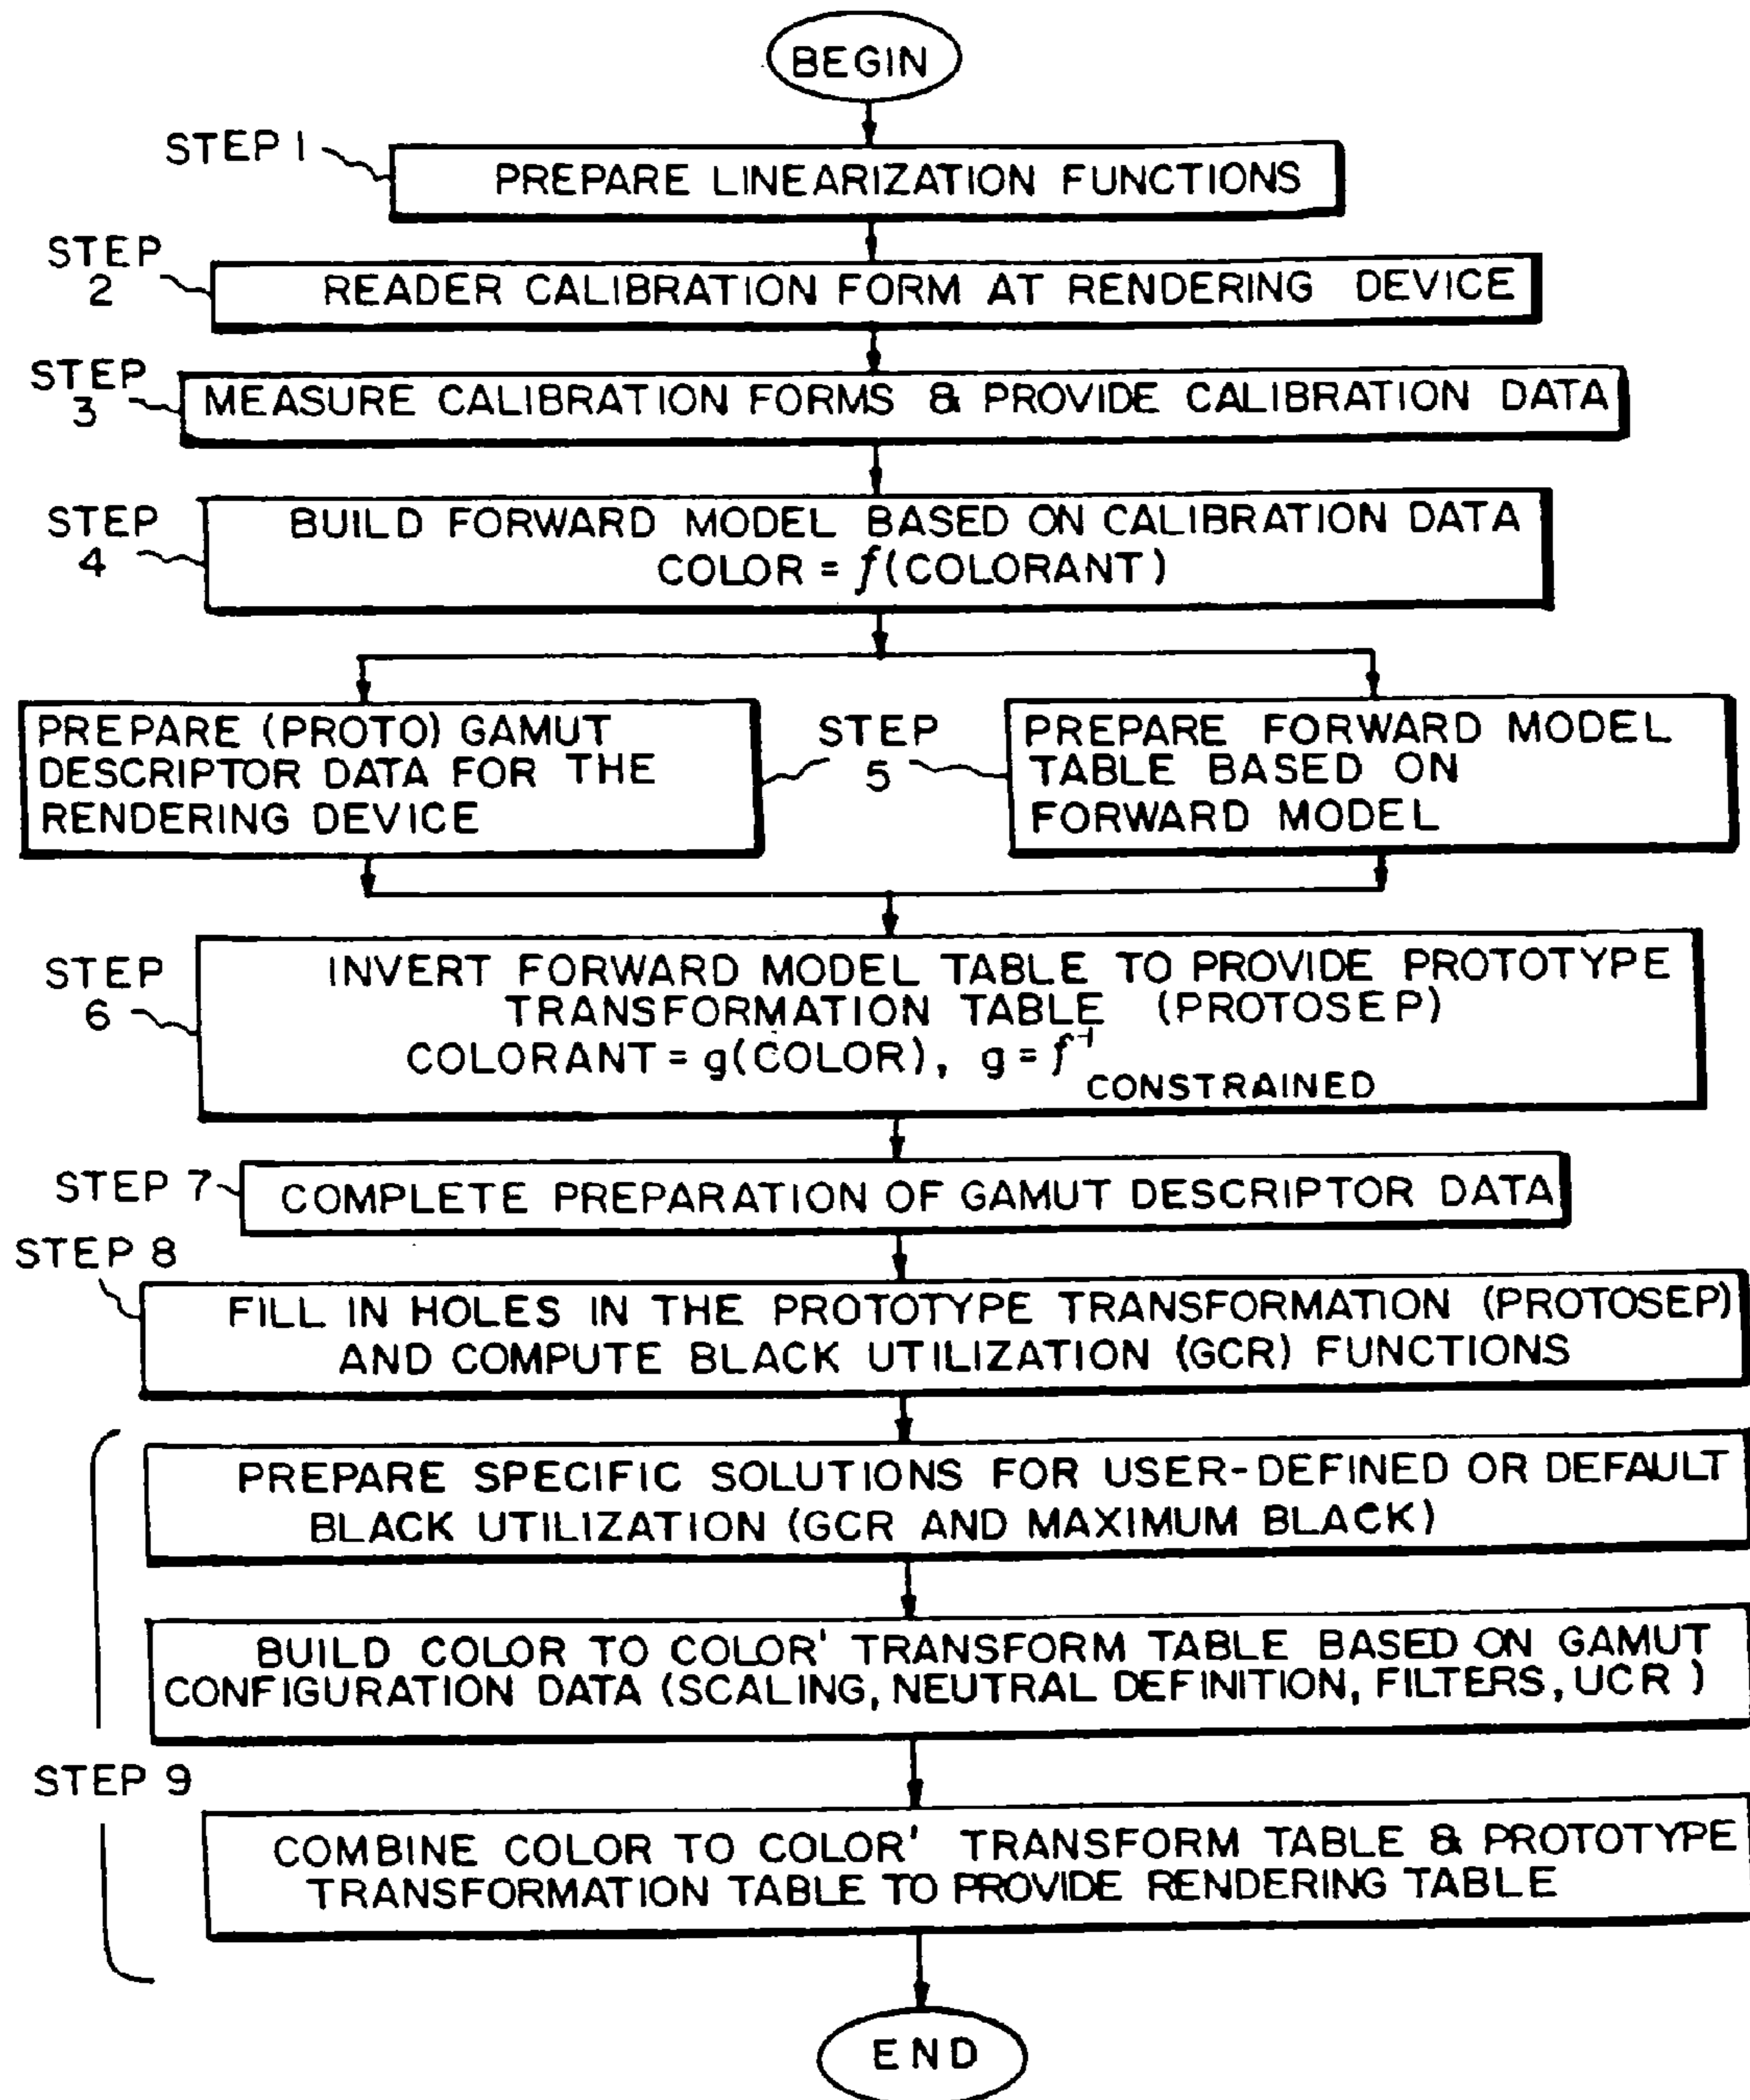 BEGIN
STEP 1
PREPARE LINEARIZATION FUNCTIONS
STEP
2
READER CALIBRATION FORM AT RENDERING DEVICE
STEP
3
MEASURE CALIBRATION FORMS & PROVIDE CALIBRATION DATA
STEP
4
BUILD FORWARD MODEL BASED ON CALIBRATION DATA
COLOR = f(COLORANT)
PREPARE (PROTO) GAMUT
DESCRIPTOR DATA FOR THE
RENDERING DEVICE
STEP
5
PREPARE FORWARD MODEL
TABLE BASED ON
FORWARD MODEL
STEP
6
INVERT FORWARD MODEL TABLE TO PROVIDE PROTOTYPE
TRANSFORMATION TABLE (PROTOSEP)
COLORANT = g(COLOR), g = f⁻¹
CONSTRAINED
STEP 7
COMPLETE PREPARATION OF GAMUT DESCRIPTOR DATA
STEP 8
FILL IN HOLES IN THE PROTOTYPE TRANSFORMATION (PROTOSEP)
AND COMPUTE BLACK UTILIZATION (GCR) FUNCTIONS
PREPARE SPECIFIC SOLUTIONS FOR USER-DEFINED OR DEFAULT
BLACK UTILIZATION (GCR AND MAXIMUM BLACK)
BUILD COLOR TO COLOR' TRANSFORM TABLE BASED ON GAMUT
CONFIGURATION DATA (SCALING, NEUTRAL DEFINITION, FILTERS, UCR )
STEP 9
COMBINE COLOR TO COLOR' TRANSFORM TABLE & PROTOTYPE
TRANSFORMATION TABLE TO PROVIDE RENDERING TABLE
END